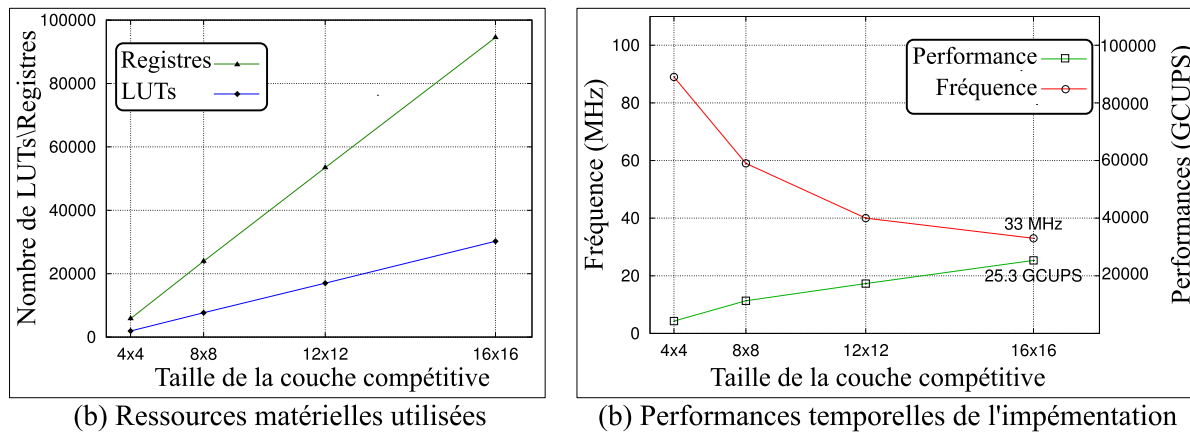 Nombre de LUTs\Registres
100000
80000
60000
40000
20000
0
Registres
LUTs
4x4 8x8 12x12 16x16
Taille de la couche compétitive
(b) Ressources matérielles utilisées
Fréquence (MHz)
100
80
60
40
20
0
Performance
Fréquence
33 MHz
25.3 GCUPS
100000
80000
60000
40000
20000
Performances (GCUPS)
4x4 8x8 12x12 16x16
Taille de la couche compétitive
(b) Performances temporelles de l'impémentation